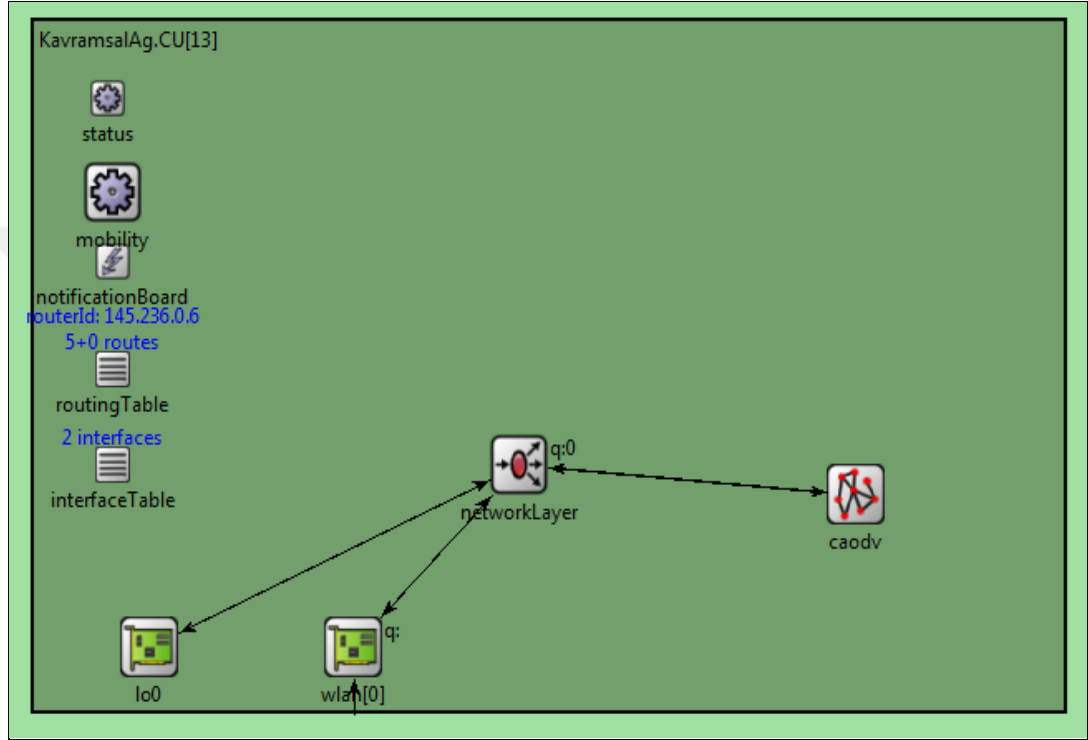 KavramsalAg.CU[13]
status
mobility
notificationBoard
routerId: 145.236.0.6
5+0 routes
routingTable
2 interfaces
interfaceTable
q:0
networkLayer
caodv
q:
lo0
wlan[0]